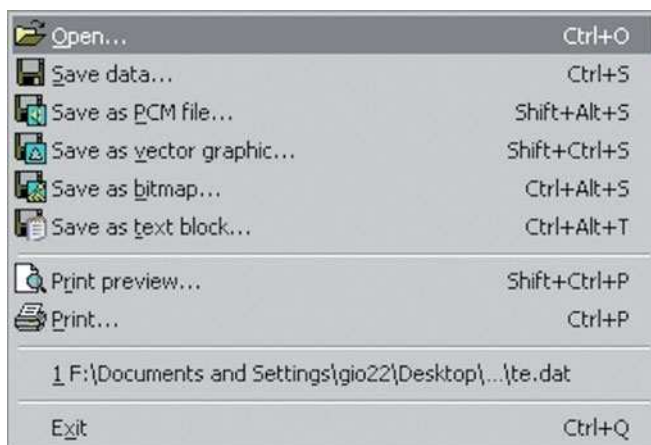 Open... Ctrl+O
Save data... Ctrl+S
Save as PCM file... Shift+Alt+S
Save as vector graphic... Shift+Ctrl+S
Save as bitmap... Ctrl+Alt+S
Save as text block... Ctrl+Alt+T
Print preview... Shift+Ctrl+P
Print... Ctrl+P
1 F:\Documents and Settings\gio22\Desktop\...\te.dat
Exit Ctrl+Q